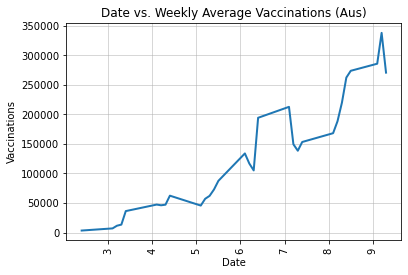 Date vs. Weekly Average Vaccinations (Aus)
350000
300000
250000
200000
150000
100000
50000
0
Vaccinations
3 4 5 6 7 8 9
Date